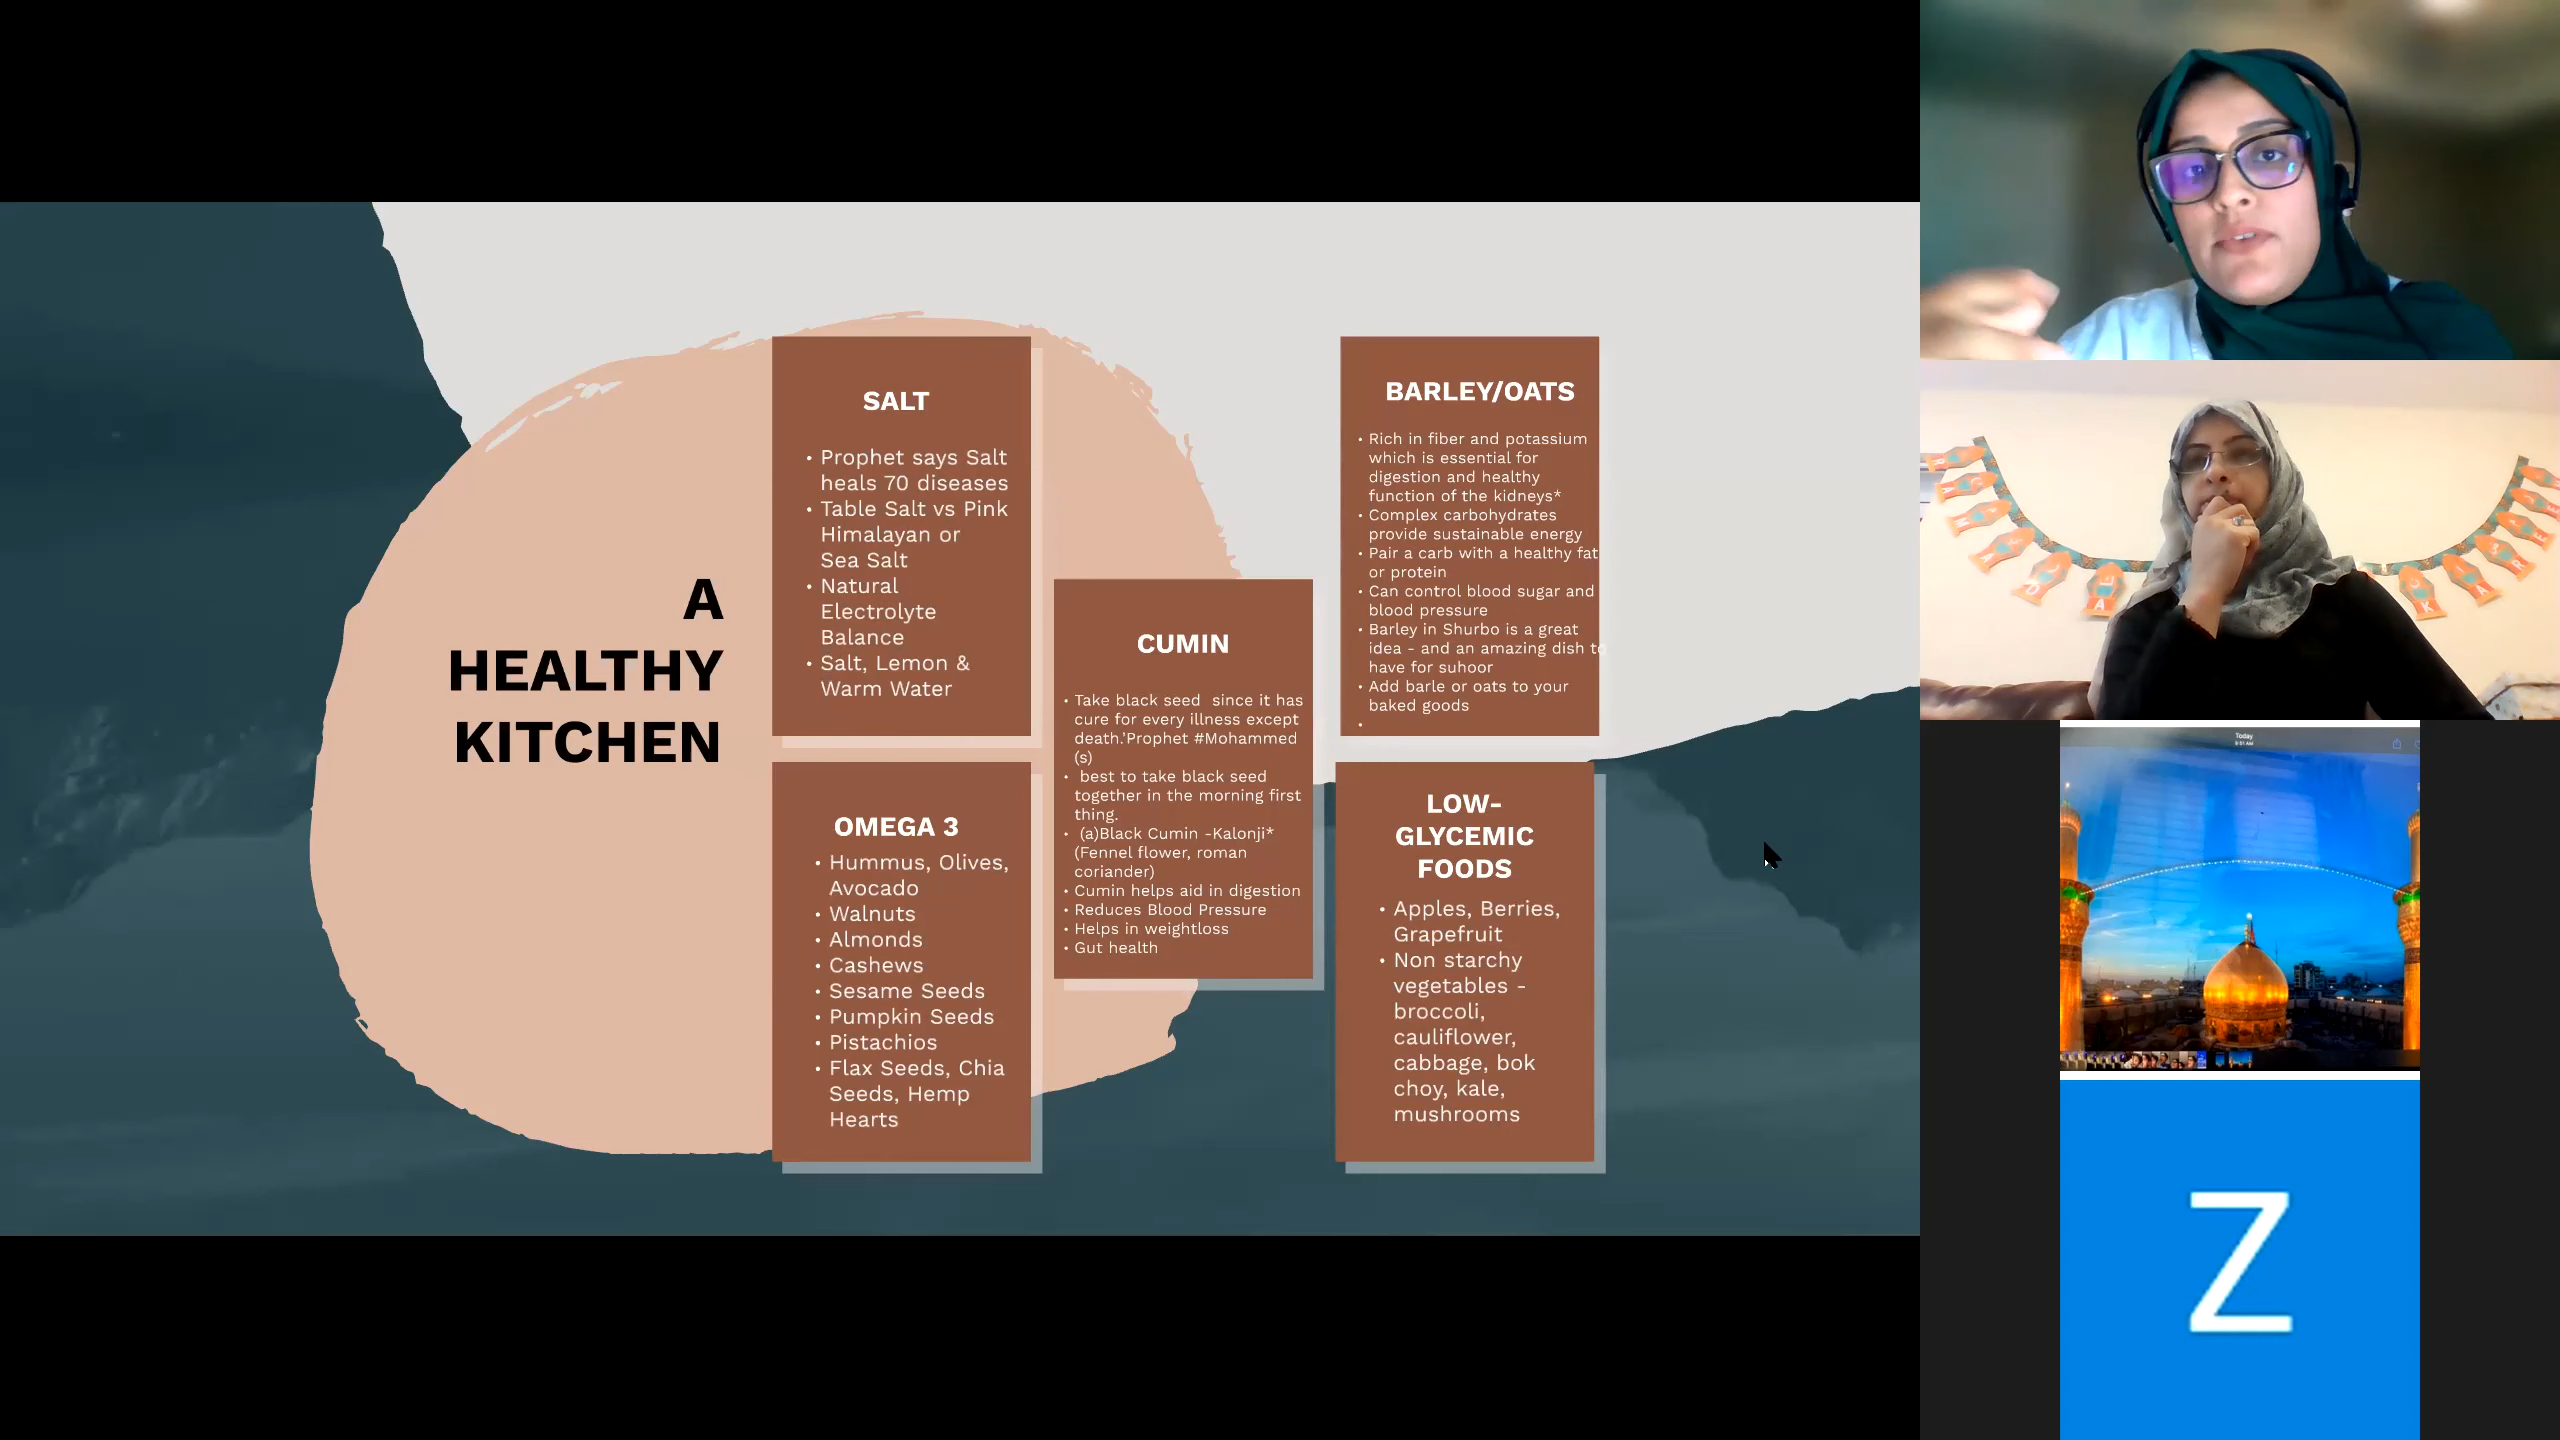 A
HEALTHY
KITCHEN
SALT
• Prophet says Salt
heals 70 diseases
• Table Salt vs Pink
Himalayan or
Sea Salt
• Natural
Electrolyte
Balance
• Salt, Lemon &
Warm Water
OMEGA 3
• Hummus, Olives,
Avocado
• Walnuts
• Almonds
• Cashews
• Sesame Seeds
• Pumpkin Seeds
• Pistachios
• Flax Seeds, Chia
Seeds, Hemp
Hearts
CUMIN
• Take black seed  since it has
cure for every illness except
death.'Prophet #Mohammed
(s)
• best to take black seed
together in the morning first
thing.
• (a)Black Cumin -Kalonji*
(Fennel flower, roman
coriander)
• Cumin helps aid in digestion
• Reduces Blood Pressure
• Helps in weightloss
• Gut health
BARLEY/OATS
• Rich in fiber and potassium
which is essential for
digestion and healthy
function of the kidneys*
• Complex carbohydrates
provide sustainable energy
• Pair a carb with a healthy fat
or protein
• Can control blood sugar and
blood pressure
• Barley in Shurbo is a great
idea - and an amazing dish to
have for suhoor
• Add barle or oats to your
baked goods
•
LOW-
GLYCEMIC
FOODS
• Apples, Berries,
Grapefruit
• Non starchy
vegetables -
broccoli,
cauliflower,
cabbage, bok
choy, kale,
mushrooms
Today
9:51 AM
Z